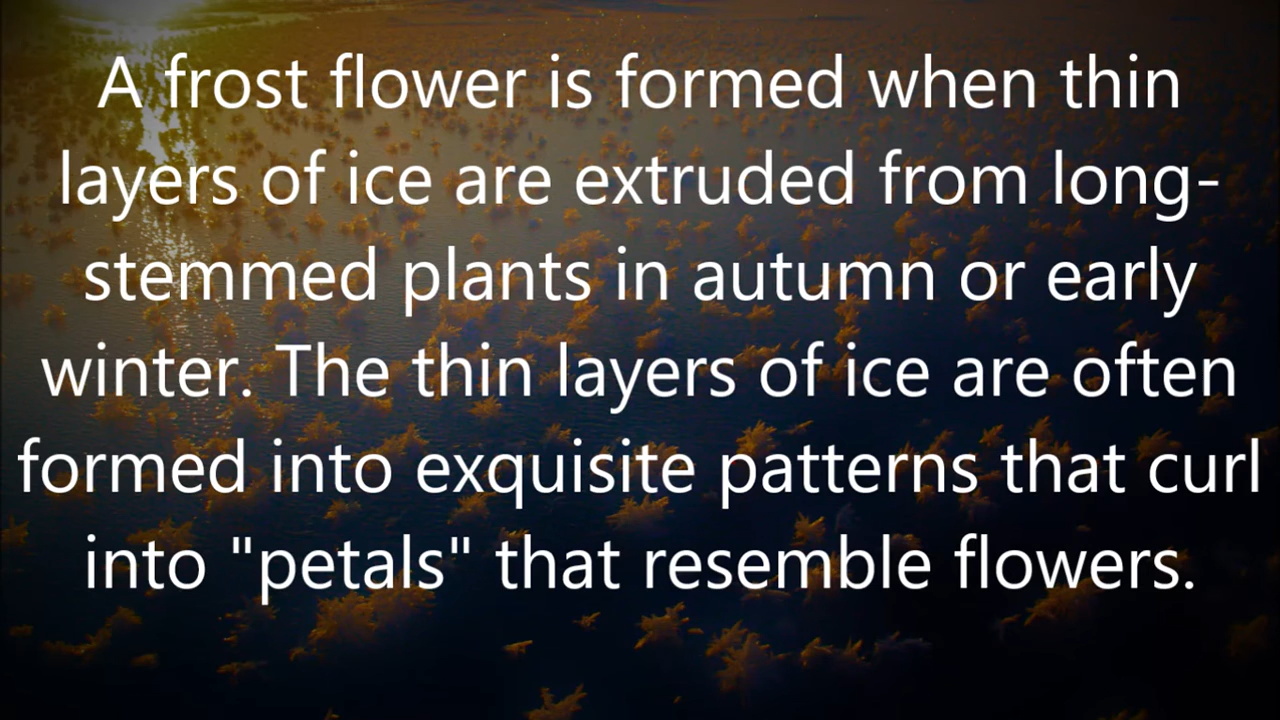 A frost flower is formed when thin
layers of ice are extruded from long-
stemmed plants in autumn or early
winter. The thin layers of ice are often
formed into exquisite patterns that curl
into "petals" that resemble flowers.